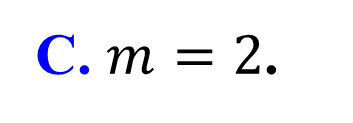 C. m = 2.